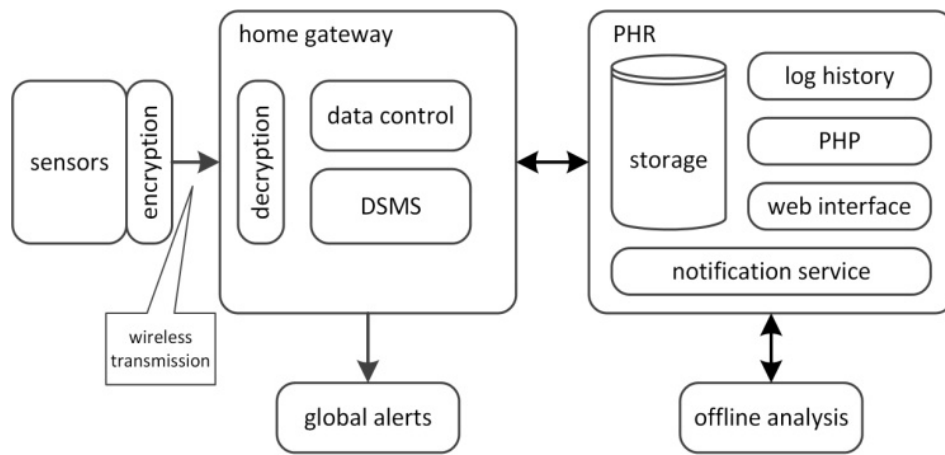 home gateway
PHR
sensors
encryption
decryption
data control
DSMS
storage
log history
PHP
web interface
notification service
wireless
transmission
global alerts
offline analysis